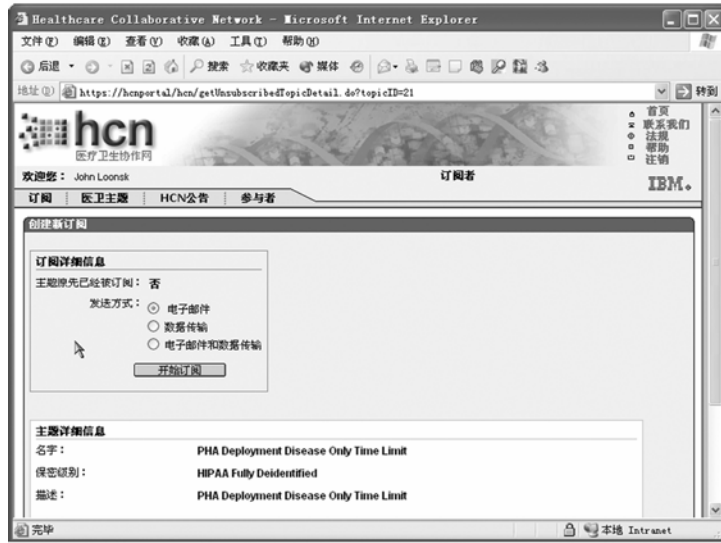 Healthcare Collaborative Network - Microsoft Internet Explorer
文件(F) 编辑(E) 查看(V) 收藏(A) 工具(T) 帮助(H)
后退 搜索 收藏夹 媒体
地址(D) https://hcnportal/hcn/getUnsubscribedTopicDetail.do?topicID=21 转到
hcn
医疗卫生协作网
首页
联系我们
法规
帮助
注销
欢迎您： John Loonsk 订阅者
IBM
订阅 医卫主题 HCN公告 参与者
创建新订阅
订阅详细信息
主题原先已经被订阅： 否
发送方式： 电子邮件
数据传输
电子邮件和数据传输
开始订阅
主题详细信息
名字： PHA Deployment Disease Only Time Limit
保密级别： HIPAA Fully Deidentified
描述： PHA Deployment Disease Only Time Limit
完毕 本地 Intranet